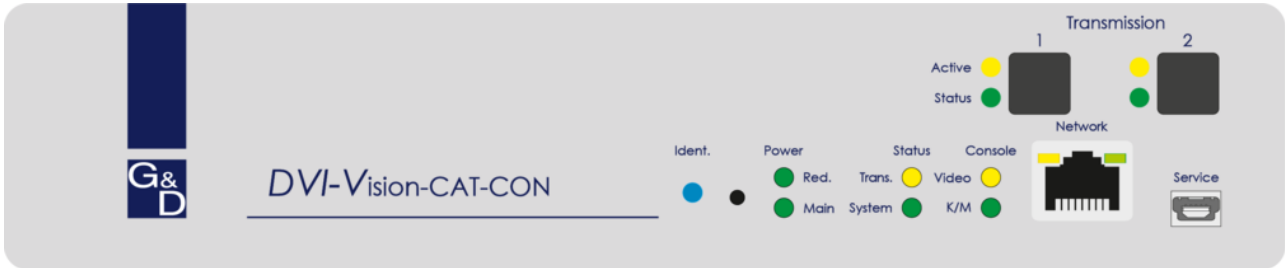 Transmission
1 2
Active
Status
Network
Ident. Power Status Console
G&
D
DVI-Vision-CAT-CON
Red. Trans. Video
Main System K/M
Service